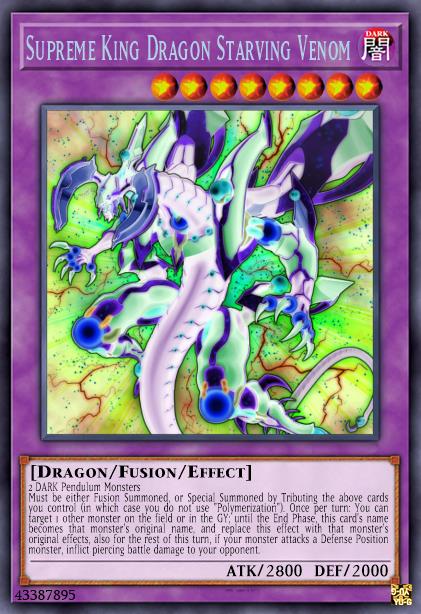 Supreme King Dragon Starving Venom
DARK
闇
[Dragon/Fusion/Effect]
2 DARK Pendulum Monsters
Must be either Fusion Summoned, or Special Summoned by Tributing the above cards
you control (in which case you do not use "Polymerization"). Once per turn: You can
target 1 other monster on the field or in the GY; until the End Phase, this card's name
becomes that monster's original name, and replace this effect with that monster's
original effects, also for the rest of this turn, if your monster attacks a Defense Position
monster, inflict piercing battle damage to your opponent.
ATK/2800 DEF/2000
43387895